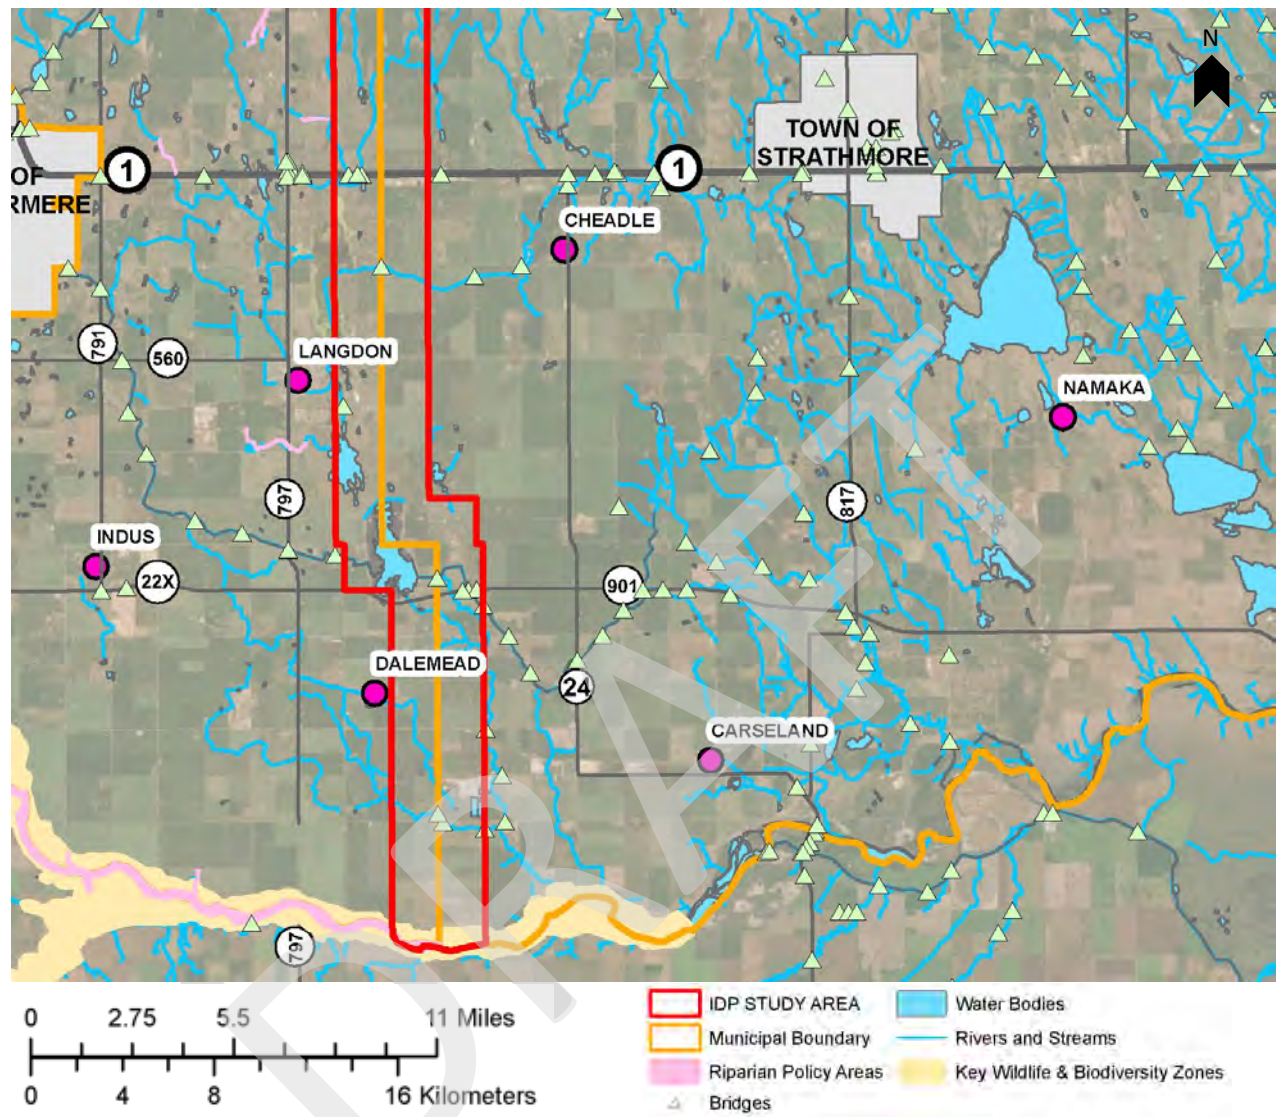 N
TOWN OF
STRATHMORE
1
1
OF
RMERE
CHEADLE
791
560
LANGDON
NAMAKA
797
817
INDUS
22X
901
DALEMEAD
24
CARSELAND
797
DRAFT
0 2.75 5.5 11 Miles
0 4 8 16 Kilometers
IDP STUDY AREA
Municipal Boundary
Riparian Policy Areas
Bridges
Water Bodies
Rivers and Streams
Key Wildlife & Biodiversity Zones